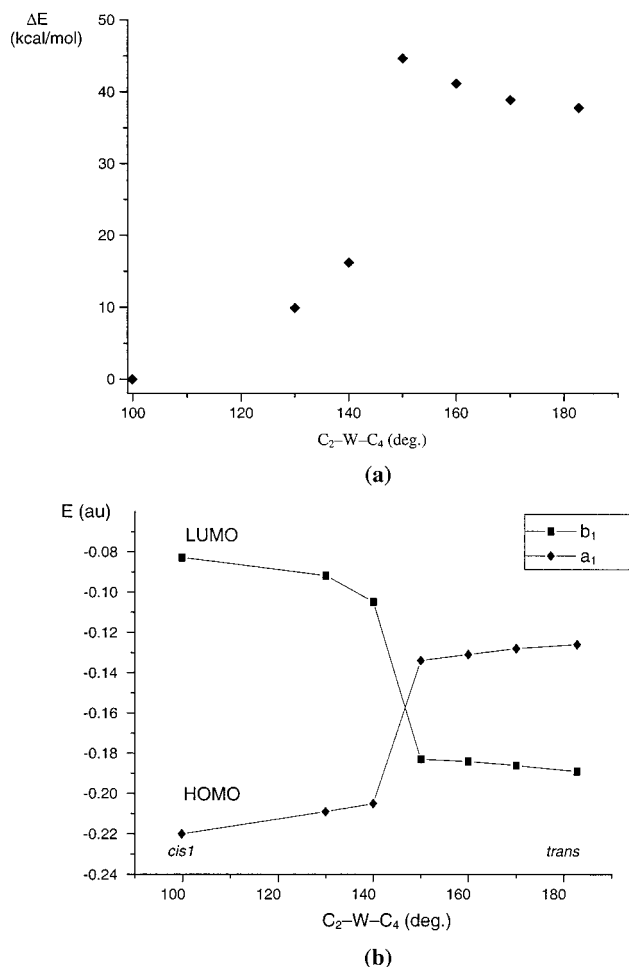 ΔE
(kcal/mol)
50
40
30
20
10
0
100 120 140 160 180
C₂–W–C₄ (deg.)
(a)
E (au)
LUMO
b₁
a₁
-0.08
-0.10
-0.12
-0.13
-0.16
-0.18
-0.20
HOMO
-0.22
cis1
trans
-0.24
100 120 140 160 180
C₂–W–C₄ (deg.)
(b)